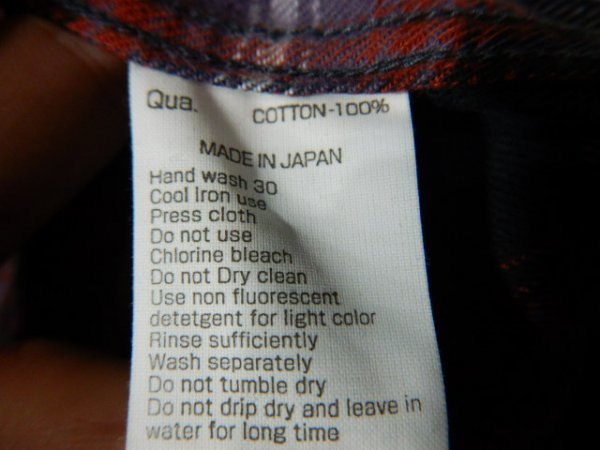 Qua. COTTON-100%
MADE IN JAPAN
Hand wash 30
Cool Iron use
Press cloth
Do not use
Chlorine bleach
Do not Dry clean
Use non fluorescent
detetgent for light color
Rinse sufficiently
Wash separately
Do not tumble dry
Do not drip dry and leave in
water for long time